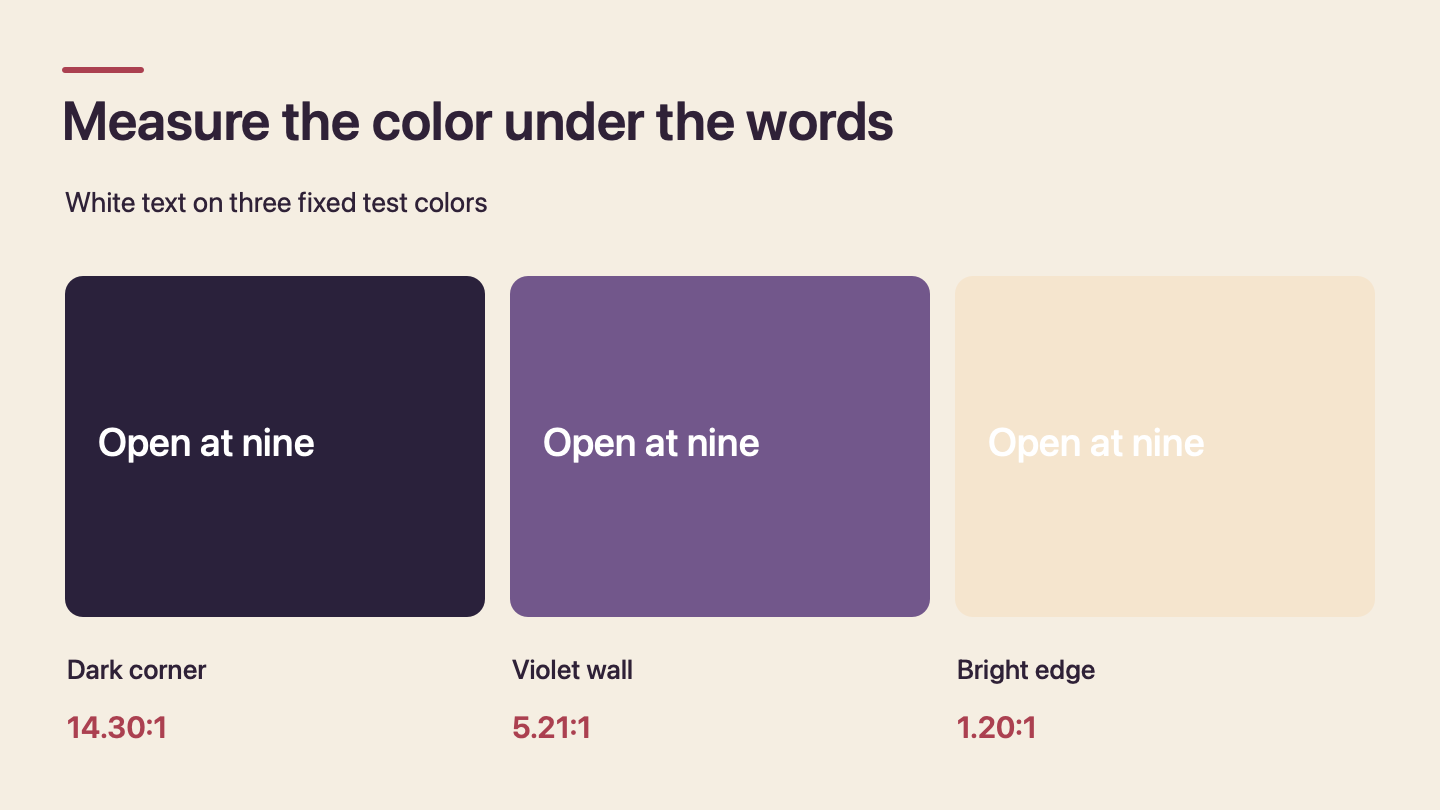 Measure the color under the words
White text on three fixed test colors
Open at nine
Open at nine
Open at nine
Dark corner
Violet wall
Bright edge
14.30:1
5.21:1
1.20:1